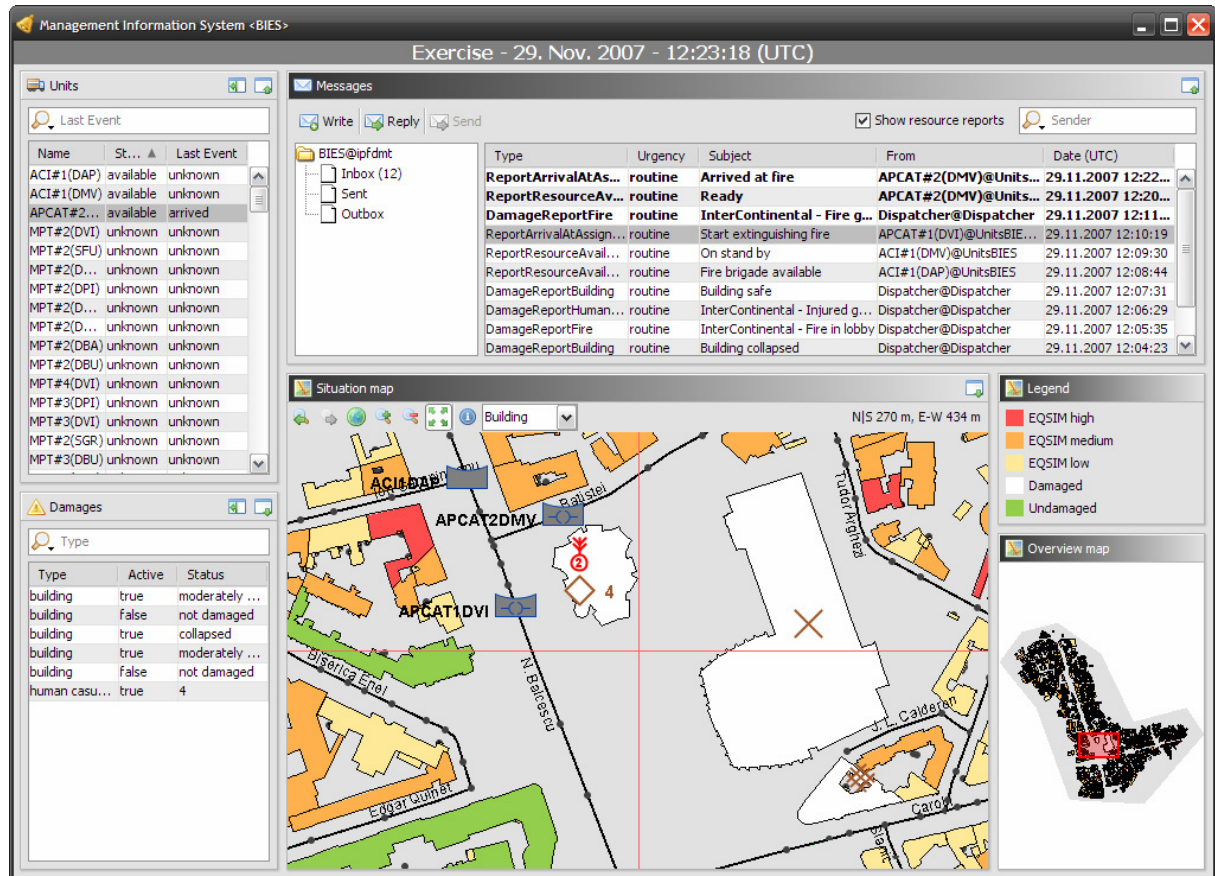 Management Information System <BIES>
Exercise - 29. Nov. 2007 - 12:23:18 (UTC)
Units
Last Event
Name St... Last Event
ACI#1(DAP) available unknown
ACI#1(DMV) available unknown
APCAT#2... available arrived
MPT#2(DVI) unknown unknown
MPT#2(SFU) unknown unknown
MPT#2(D... unknown unknown
MPT#2(DPI) unknown unknown
MPT#2(D... unknown unknown
MPT#2(D... unknown unknown
MPT#2(DBA) unknown unknown
MPT#2(DBU) unknown unknown
MPT#4(DVI) unknown unknown
MPT#3(DPI) unknown unknown
MPT#3(DVI) unknown unknown
MPT#2(SGR) unknown unknown
MPT#3(DBU) unknown unknown
Damages
Type
Type Active Status
building true moderately ...
building false not damaged
building true collapsed
building true moderately ...
building false not damaged
human casu... true 4
Messages
Write Reply Send
Show resource reports
Sender
BIES@ipfdmt
Inbox (12)
Sent
Outbox
Type Urgency Subject From Date (UTC)
ReportArrivalAtAs... routine Arrived at fire APCAT#2(DMV)@Units... 29.11.2007 12:22...
ReportResourceAv... routine Ready APCAT#2(DMV)@Units... 29.11.2007 12:20...
DamageReportFire routine InterContinental - Fire g... Dispatcher@Dispatcher 29.11.2007 12:11...
ReportArrivalAtAssign... routine Start extinguishing fire APCAT#1(DVI)@UnitsBIE... 29.11.2007 12:10:19
ReportResourceAvail... routine On stand by ACI#1(DMV)@UnitsBIES 29.11.2007 12:09:30
ReportResourceAvail... routine Fire brigade available ACI#1(DAP)@UnitsBIES 29.11.2007 12:08:44
DamageReportBuilding routine Building safe Dispatcher@Dispatcher 29.11.2007 12:07:31
DamageReportHuman... routine InterContinental - Injured g... Dispatcher@Dispatcher 29.11.2007 12:06:29
DamageReportFire routine InterContinental - Fire in lobby Dispatcher@Dispatcher 29.11.2007 12:05:35
DamageReportBuilding routine Building collapsed Dispatcher@Dispatcher 29.11.2007 12:04:23
Situation map
Building
N|S 270 m, E-W 434 m
ACI1DAP
Batistei
APCAT2DMV
Tudor Arghezi
2
4
APCAT1DVI
Biserica Enei
N. Balcescu
J. L. Calderon
Edgar Quinet
Carol
Legend
EQSIM high
EQSIM medium
EQSIM low
Damaged
Undamaged
Overview map